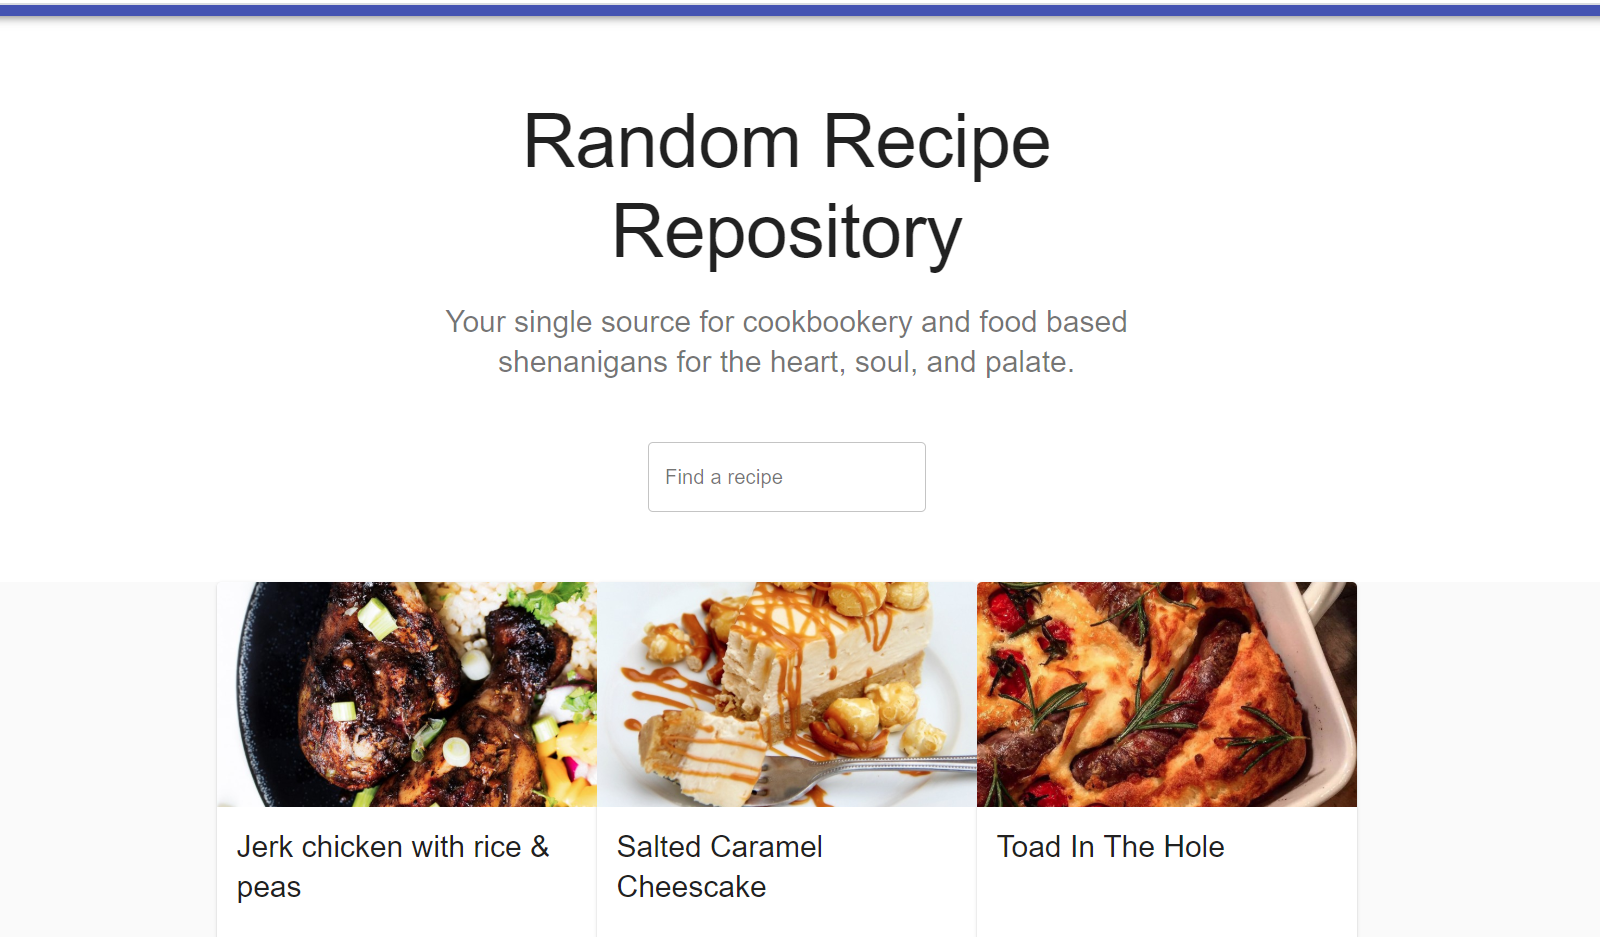 Random Recipe
Repository
Your single source for cookbookery and food based
shenanigans for the heart, soul, and palate.
Find a recipe
Jerk chicken with rice &
peas
Salted Caramel
Cheescake
Toad In The Hole